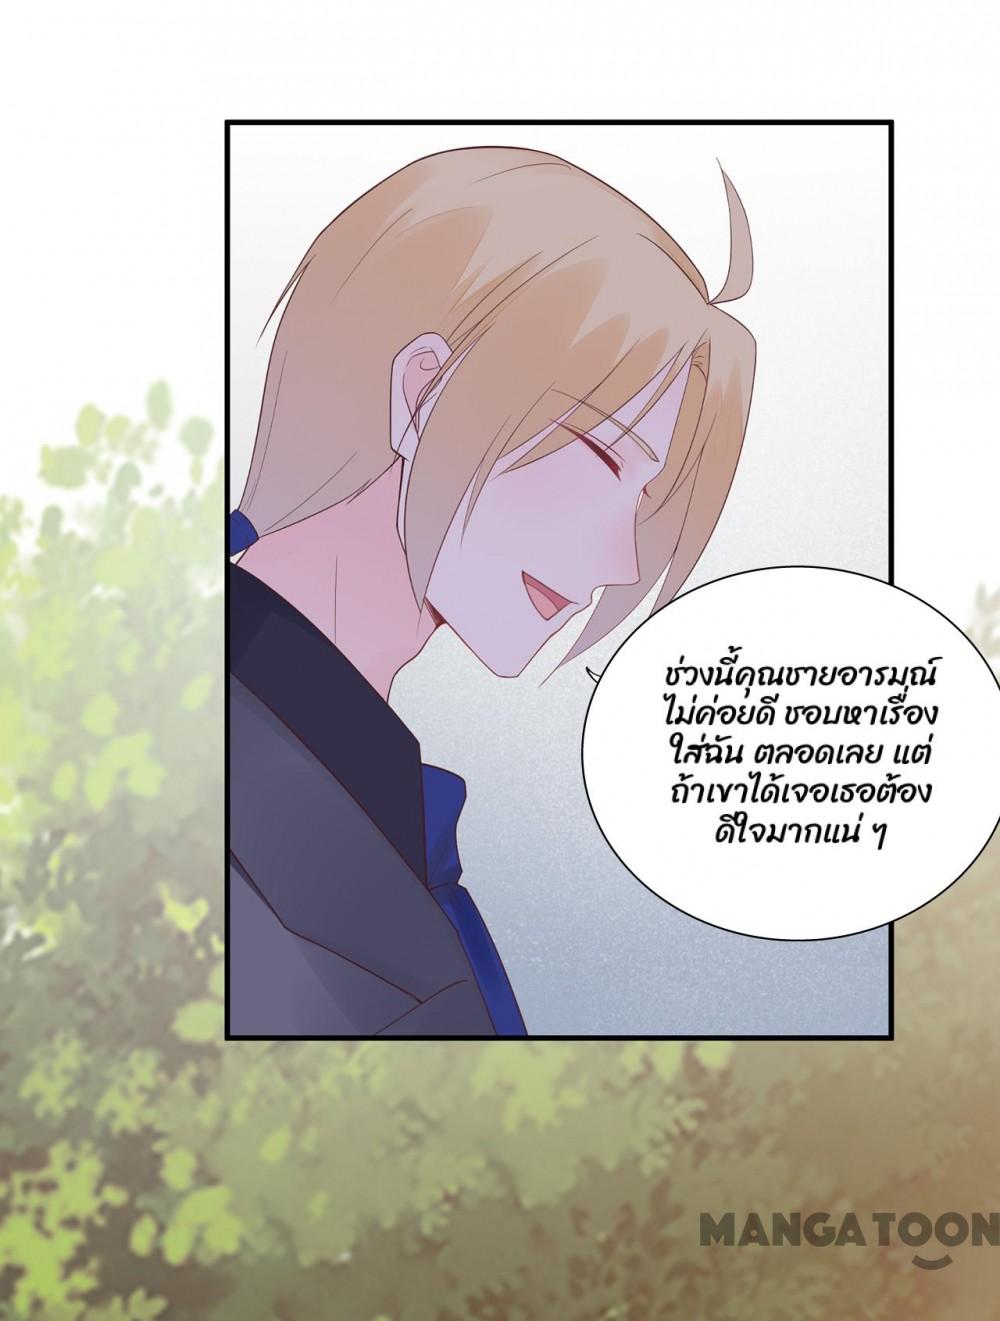 ช่วงนี้คุณชายอารมณ์
ไม่ค่อยดี ชอบหาเรื่อง
ใส่ฉัน ตลอดเลย แต่
ถ้าเขาได้เจอเธอต้อง
ดีใจมากแน่ ๆ
MANGATOON